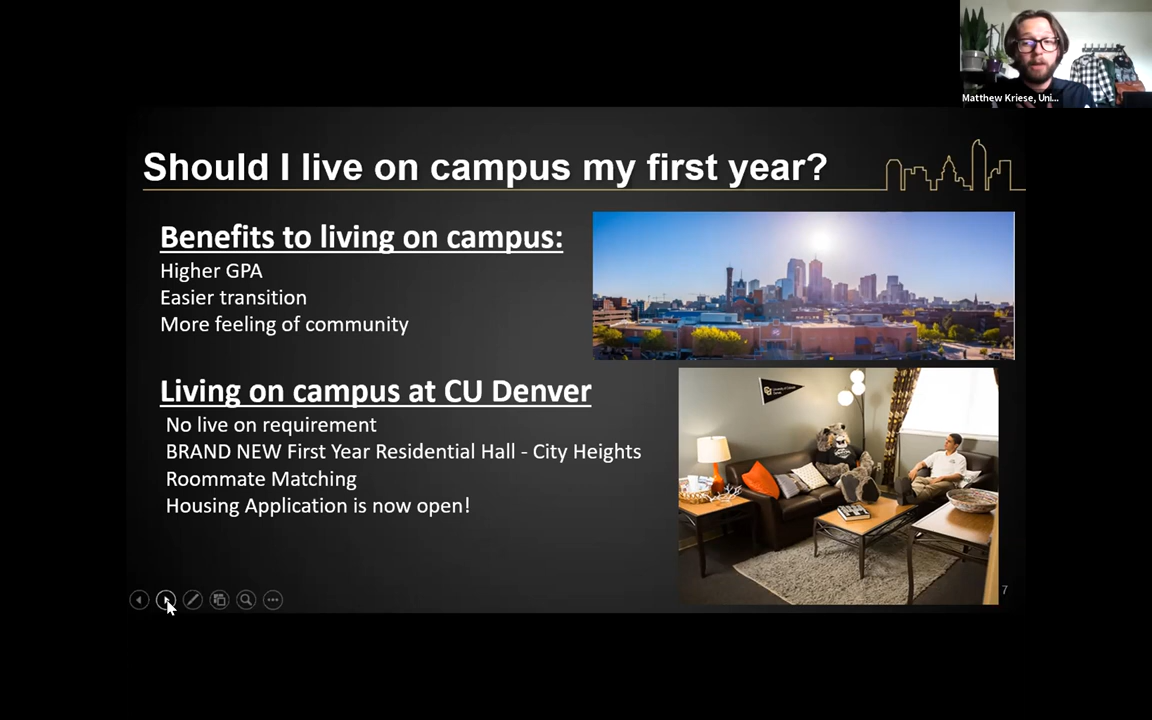 Matthew Kriese, Uni...
Should I live on campus my first year?
Benefits to living on campus:
Higher GPA
Easier transition
More feeling of community
Living on campus at CU Denver
No live on requirement
BRAND NEW First Year Residential Hall - City Heights
Roommate Matching
Housing Application is now open!
7